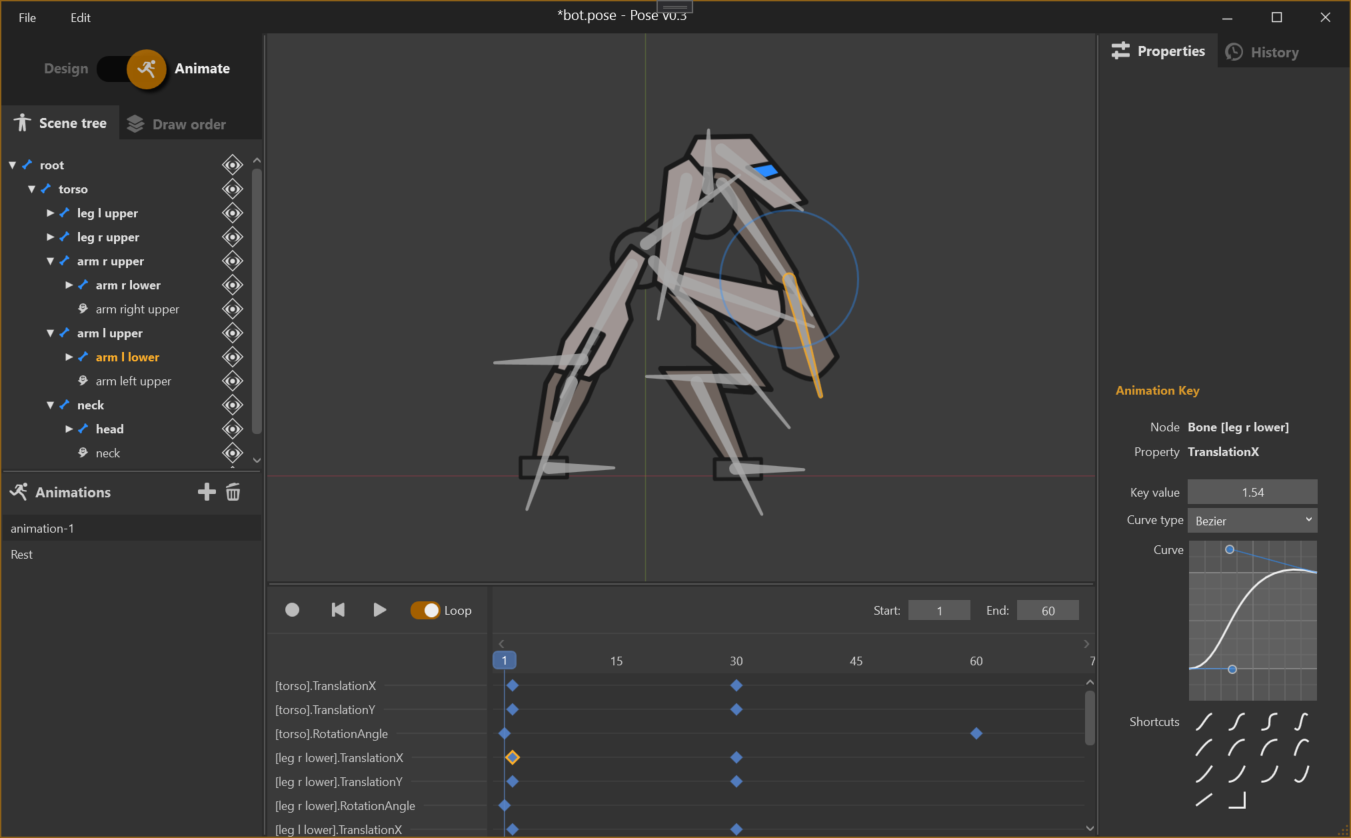 File Edit *bot.pose - Pose v0.3
Design Animate
Scene tree Draw order
root
torso
leg l upper
leg r upper
arm r upper
arm r lower
arm right upper
arm l upper
arm l lower
arm left upper
neck
head
neck
Animations
animation-1
Rest
Loop Start: 1 End: 60
1 15 30 45 60 7
[torso].TranslationX
[torso].TranslationY
[torso].RotationAngle
[leg r lower].TranslationX
[leg r lower].TranslationY
[leg r lower].RotationAngle
[leg l lower].TranslationX
Properties History
Animation Key
Node Bone [leg r lower]
Property TranslationX
Key value 1.54
Curve type Bezier
Curve
Shortcuts